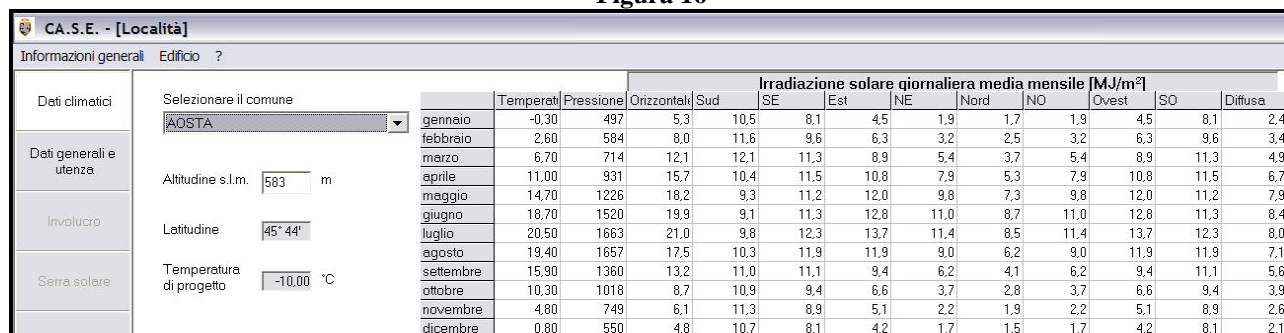 Figura 16
CA.S.E. - [Località]
Informazioni generali Edificio ?
Irradiazione solare giornaliera media mensile [MJ/m²]
Dati climatici
Selezionare il comune
AOSTA
Dati generali e utenza
Altitudine s.l.m. 583 m
Involucro
Latitudine 45° 44'
Serra solare
Temperatura di progetto -10,00 °C
Temperati Pressione Orizzontale Sud SE Est NE Nord NO Ovest SO Diffusa
gennaio -0,30 497 5,3 10,5 8,1 4,5 1,9 1,7 1,9 4,5 8,1 2,4
febbraio 2,60 584 8,0 11,6 9,6 6,3 3,2 2,5 3,2 6,3 9,6 3,4
marzo 6,70 714 12,1 12,1 11,3 8,9 5,4 3,7 5,4 8,9 11,3 4,9
aprile 11,00 931 15,7 10,4 11,5 10,8 7,9 5,3 7,9 10,8 11,5 6,7
maggio 14,70 1226 18,2 9,3 11,2 12,0 9,8 7,3 9,8 12,0 11,2 7,9
giugno 18,70 1520 19,9 9,1 11,3 12,8 11,0 8,7 11,0 12,8 11,3 8,4
luglio 20,50 1663 21,0 9,8 12,3 13,7 11,4 8,5 11,4 13,7 12,3 8,0
agosto 19,40 1657 17,5 10,3 11,9 11,9 9,0 6,2 9,0 11,9 11,9 7,1
settembre 15,90 1360 13,2 11,0 11,1 9,4 6,2 4,1 6,2 9,4 11,1 5,6
ottobre 10,30 1018 8,7 10,9 9,4 6,6 3,7 2,8 3,7 6,6 9,4 3,9
novembre 4,80 749 6,1 11,3 8,9 5,1 2,2 1,9 2,2 5,1 8,9 2,6
dicembre 0,80 550 4,8 10,7 8,1 4,2 1,7 1,5 1,7 4,2 8,1 2,1